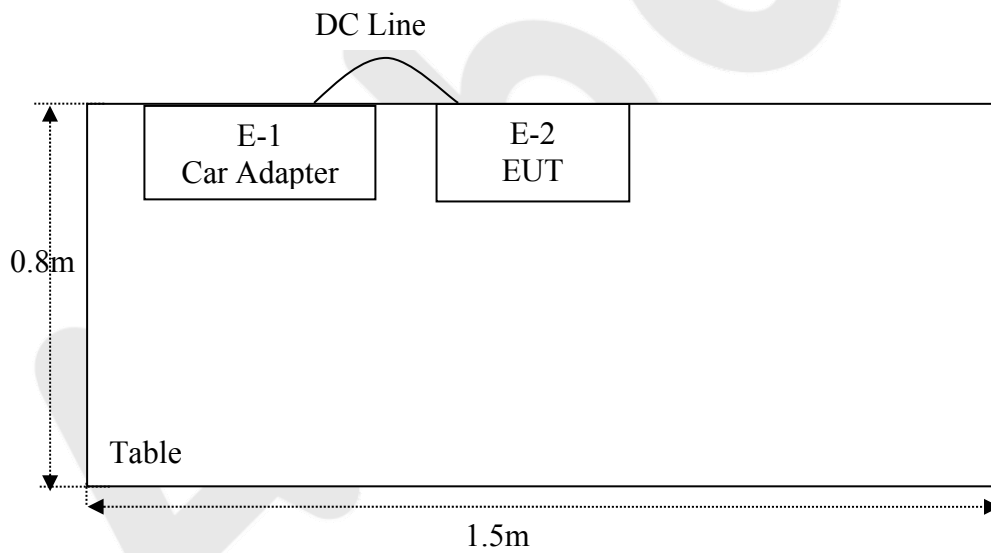 DC Line
E-1
Car Adapter
E-2
EUT
0.8m
Table
1.5m